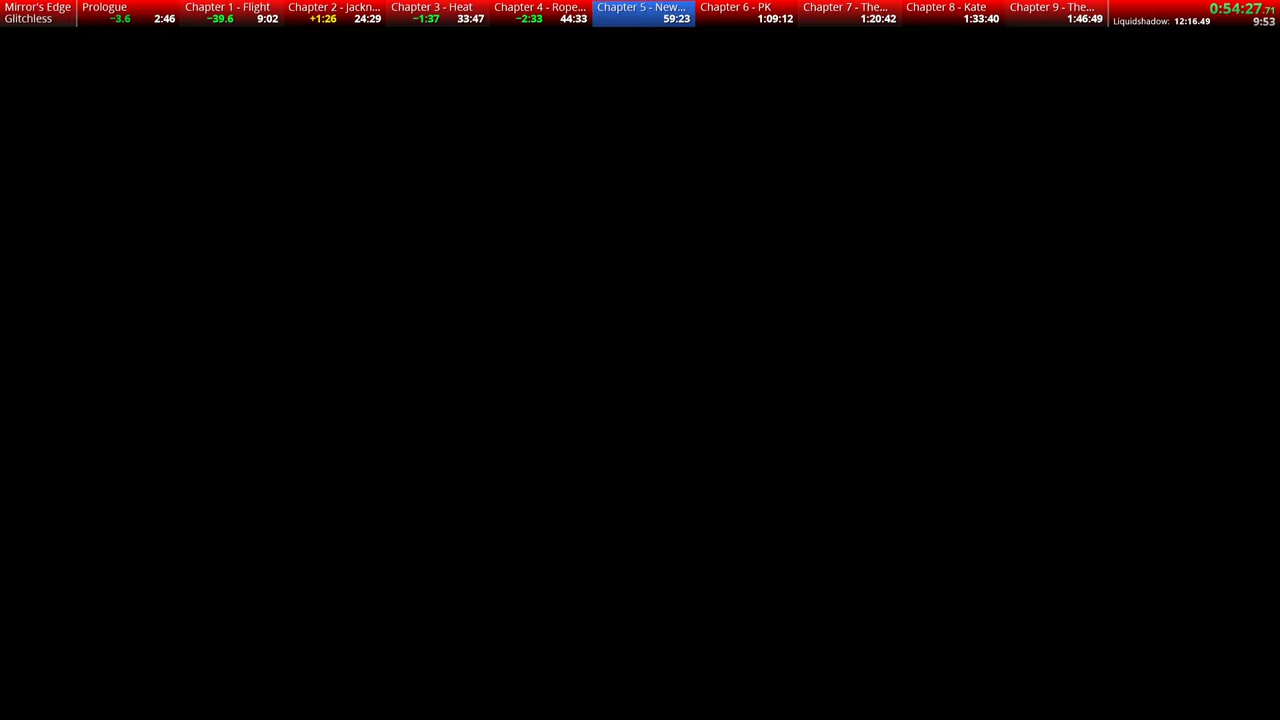 Mirror's Edge
Glitchless
Prologue
−3.6 2:46
Chapter 1 - Flight
−39.6 9:02
Chapter 2 - Jackn...
+1:26 24:29
Chapter 3 - Heat
−1:37 33:47
Chapter 4 - Rope...
−2:33 44:33
Chapter 5 - New...
59:23
Chapter 6 - PK
1:09:12
Chapter 7 - The...
1:20:42
Chapter 8 - Kate
1:33:40
Chapter 9 - The...
1:46:49
0:54:27.71
Liquidshadow: 12:16.49
9:53